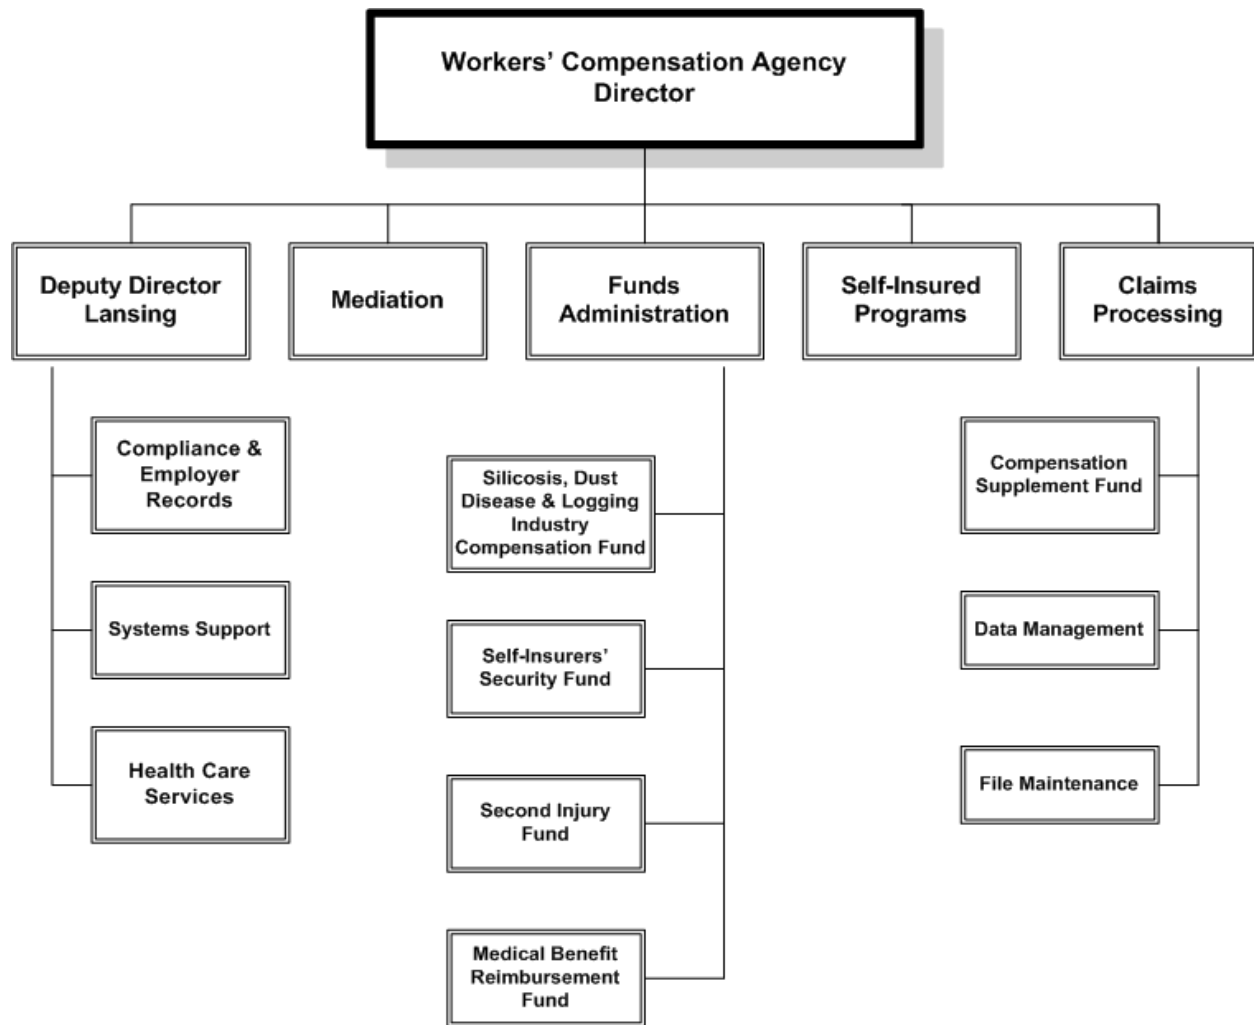 Workers’ Compensation Agency
Director
Deputy Director
Lansing
Mediation
Funds
Administration
Self-Insured
Programs
Claims
Processing
Compliance &
Employer
Records
Systems Support
Health Care
Services
Silicosis, Dust
Disease & Logging
Industry
Compensation Fund
Self-Insurers’
Security Fund
Second Injury
Fund
Medical Benefit
Reimbursement
Fund
Compensation
Supplement Fund
Data Management
File Maintenance